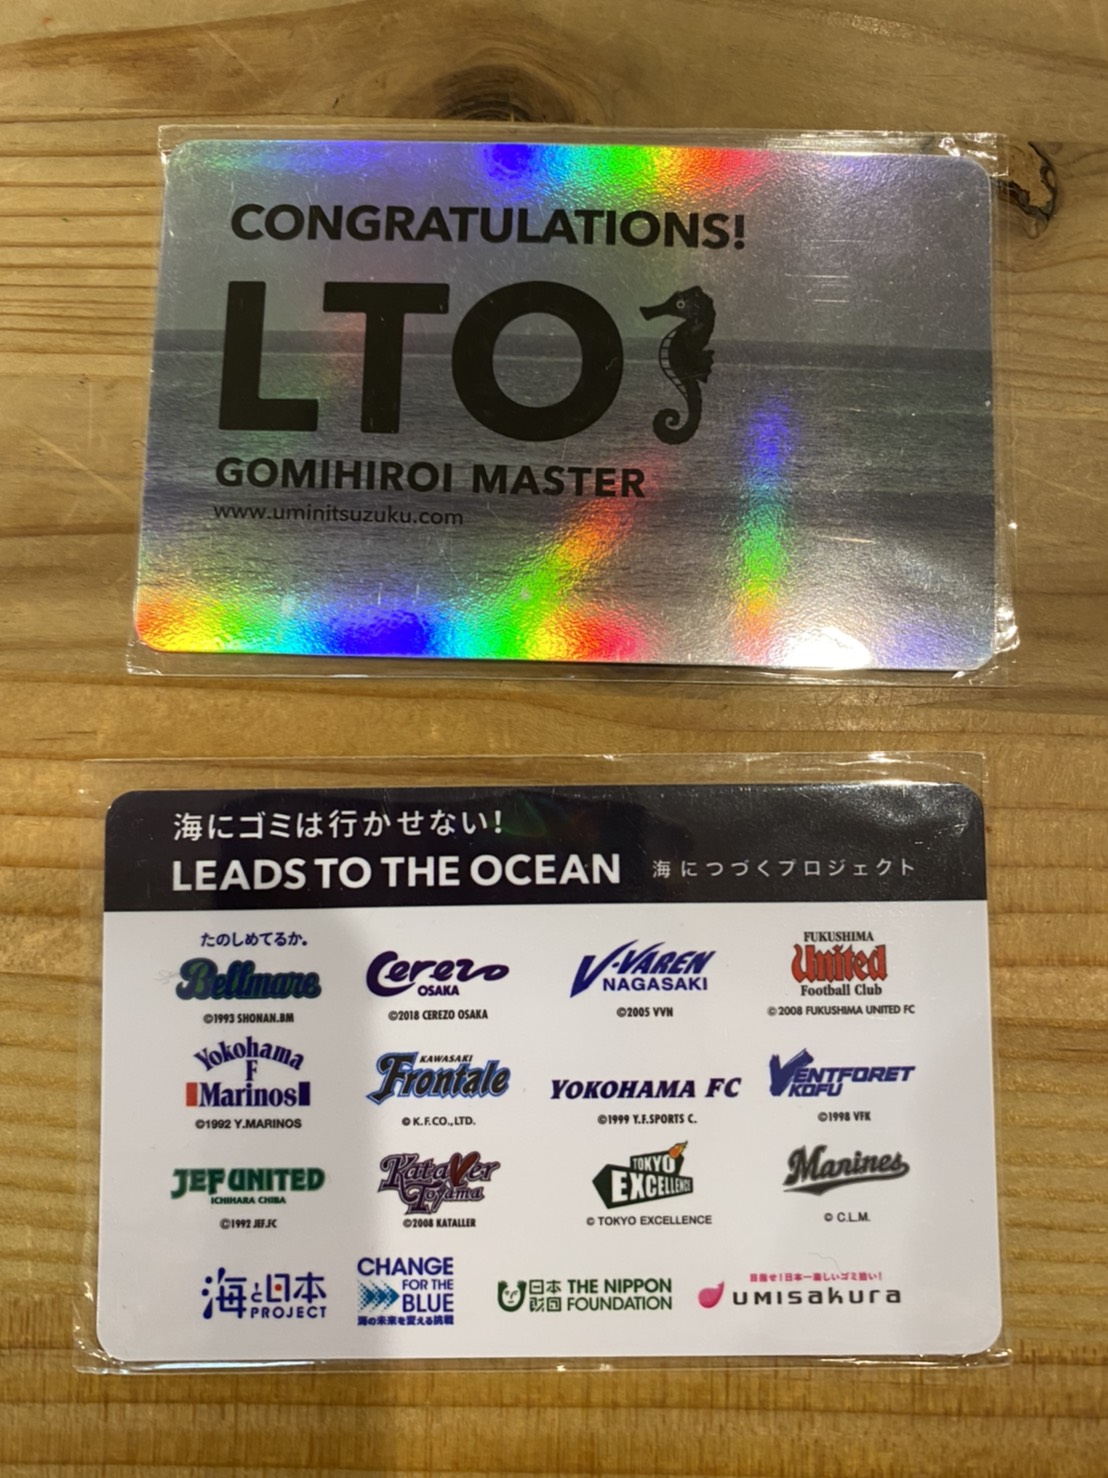 CONGRATULATIONS!
LTO
GOMIHIROI MASTER
www.uminitsuzuku.com
海にゴミは行かせない!
LEADS TO THE OCEAN 海につづくプロジェクト
たのしめてるか。
Bellmare
©1993 SHONAN.BM
Cerezo
OSAKA
©2018 CEREZO OSAKA
V·VAREN
NAGASAKI
©2005 VVN
FUKUSHIMA
United
Football Club
©2008 FUKUSHIMA UNITED FC
Yokohama
F
Marinos
©1992 Y.MARINOS
KAWASAKI
Frontale
© K.F.CO.,LTD.
YOKOHAMA FC
©1999 Y.F.SPORTS C.
VENTFORET
KOFU
©1998 VFK
JEF UNITED
ICHIHARA CHIBA
©1992 JEF.FC
Kataller
Toyama
©2008 KATALLER
TOKYO
EXCELLENCE
© TOKYO EXCELLENCE
Marines
© C.L.M.
海と日本
PROJECT
CHANGE
FOR THE
BLUE
海の未来を変える挑戦
日本
財団
THE NIPPON
FOUNDATION
目指せ!日本一楽しいゴミ拾い!
umisakura